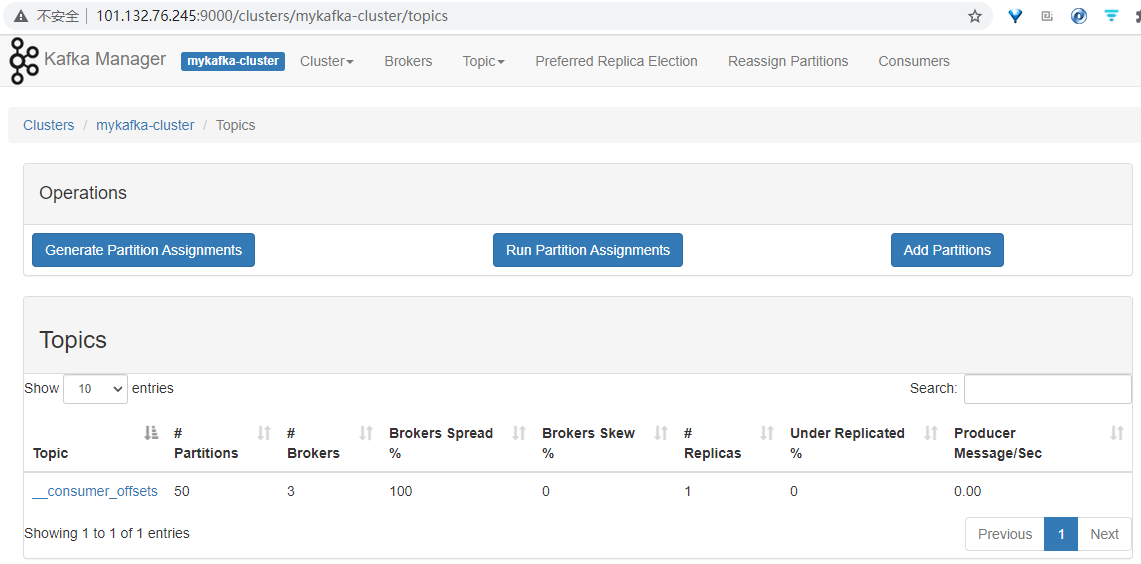 不安全 101.132.76.245:9000/clusters/mykafka-cluster/topics
Kafka Manager mykafka-cluster Cluster Brokers Topic Preferred Replica Election Reassign Partitions Consumers
Clusters / mykafka-cluster / Topics
Operations
Generate Partition Assignments Run Partition Assignments Add Partitions
Topics
Show 10 entries Search:
Topic # Partitions # Brokers Brokers Spread % Brokers Skew % # Replicas Under Replicated % Producer Message/Sec
__consumer_offsets 50 3 100 0 1 0 0.00
Showing 1 to 1 of 1 entries Previous 1 Next